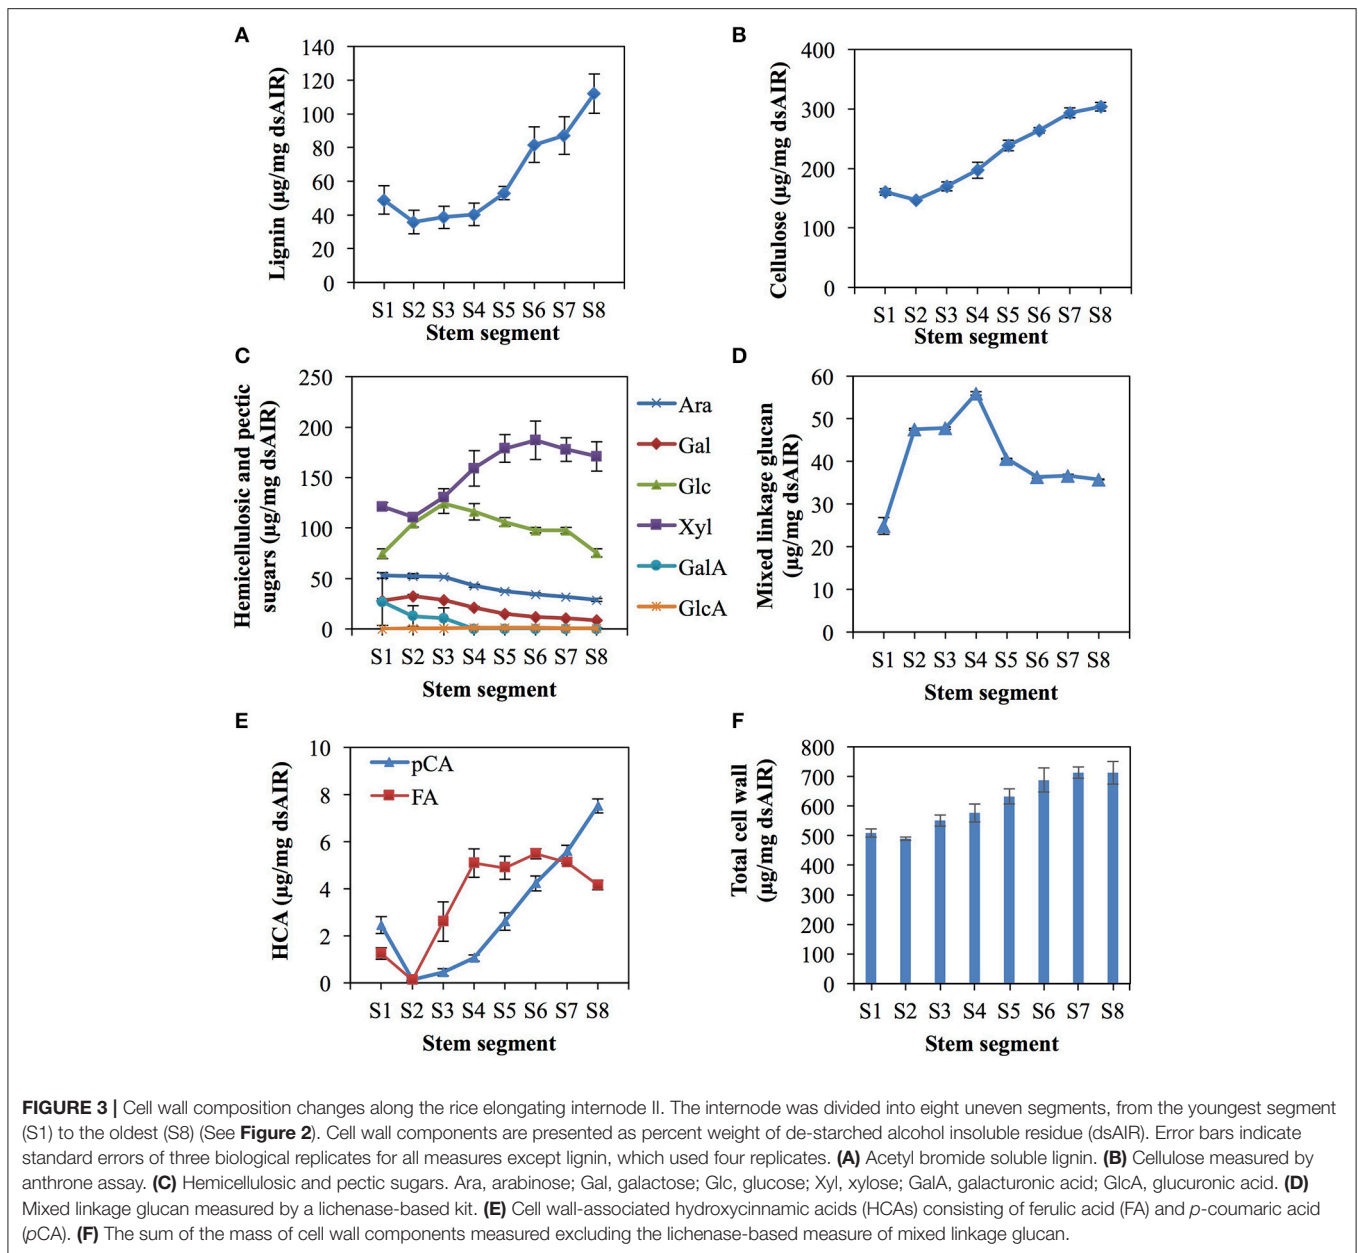 A
Lignin (µg/mg dsAIR)
140
120
100
80
60
40
20
0
S1 S2 S3 S4 S5 S6 S7 S8
Stem segment
B
Cellulose (µg/mg dsAIR)
400
300
200
100
0
S1 S2 S3 S4 S5 S6 S7 S8
Stem segment
C
Hemicellulosic and pectic
sugars (µg/mg dsAIR)
250
200
150
100
50
0
S1 S2 S3 S4 S5 S6 S7 S8
Stem segment
Ara
Gal
Glc
Xyl
GalA
GlcA
D
Mixed linkage glucan
(µg/mg dsAIR)
60
50
40
30
20
10
0
S1 S2 S3 S4 S5 S6 S7 S8
Stem segment
E
HCA (µg/mg dsAIR)
10
8
6
4
2
0
pCA
FA
S1 S2 S3 S4 S5 S6 S7 S8
Stem segment
F
Total cell wall
(µg/mg dsAIR)
800
700
600
500
400
300
200
100
0
S1 S2 S3 S4 S5 S6 S7 S8
Stem segment
FIGURE 3 | Cell wall composition changes along the rice elongating internode II. The internode was divided into eight uneven segments, from the youngest segment
(S1) to the oldest (S8) (See Figure 2). Cell wall components are presented as percent weight of de-starched alcohol insoluble residue (dsAIR). Error bars indicate
standard errors of three biological replicates for all measures except lignin, which used four replicates. (A) Acetyl bromide soluble lignin. (B) Cellulose measured by
anthrone assay. (C) Hemicellulosic and pectic sugars. Ara, arabinose; Gal, galactose; Glc, glucose; Xyl, xylose; GalA, galacturonic acid; GlcA, glucuronic acid. (D)
Mixed linkage glucan measured by a lichenase-based kit. (E) Cell wall-associated hydroxycinnamic acids (HCAs) consisting of ferulic acid (FA) and p-coumaric acid
(pCA). (F) The sum of the mass of cell wall components measured excluding the lichenase-based measure of mixed linkage glucan.